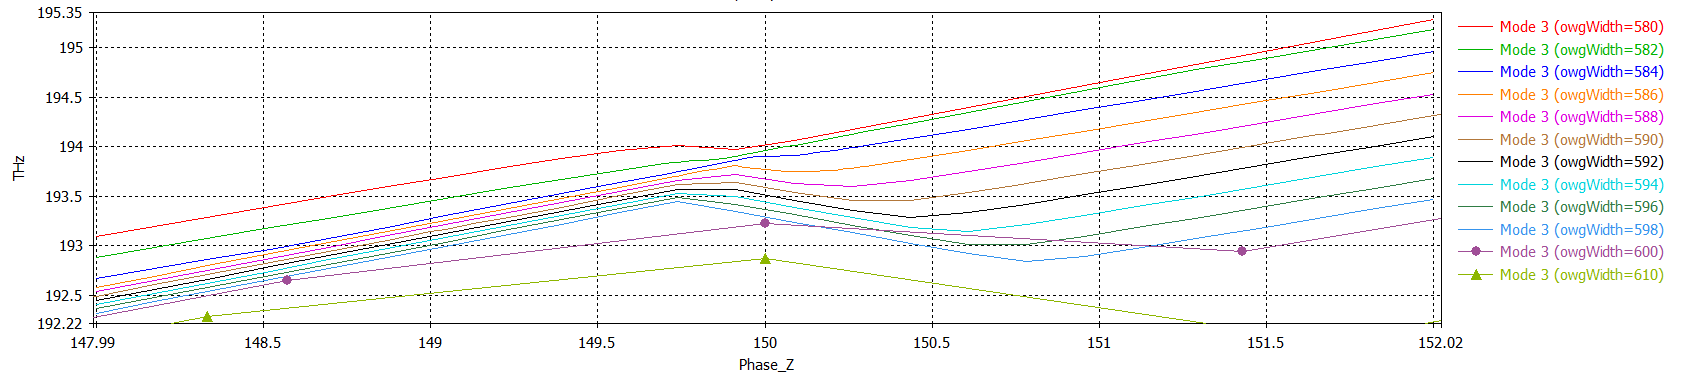 195.35
195
194.5
194
193.5
193
192.5
192.22
THz
147.99
148.5
149
149.5
150
150.5
151
151.5
152.02
Phase_Z
Mode 3 (owgWidth=580)
Mode 3 (owgWidth=582)
Mode 3 (owgWidth=584)
Mode 3 (owgWidth=586)
Mode 3 (owgWidth=588)
Mode 3 (owgWidth=590)
Mode 3 (owgWidth=592)
Mode 3 (owgWidth=594)
Mode 3 (owgWidth=596)
Mode 3 (owgWidth=598)
Mode 3 (owgWidth=600)
Mode 3 (owgWidth=610)